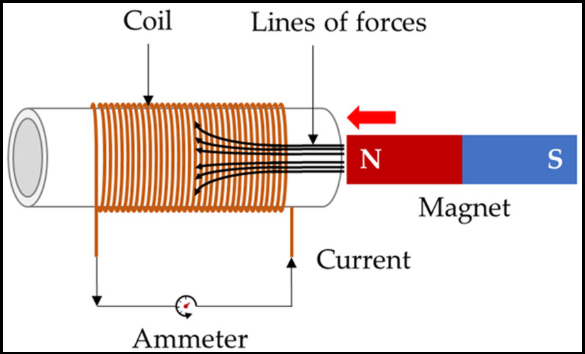 Coil
Lines of forces
N
S
Magnet
Current
Ammeter